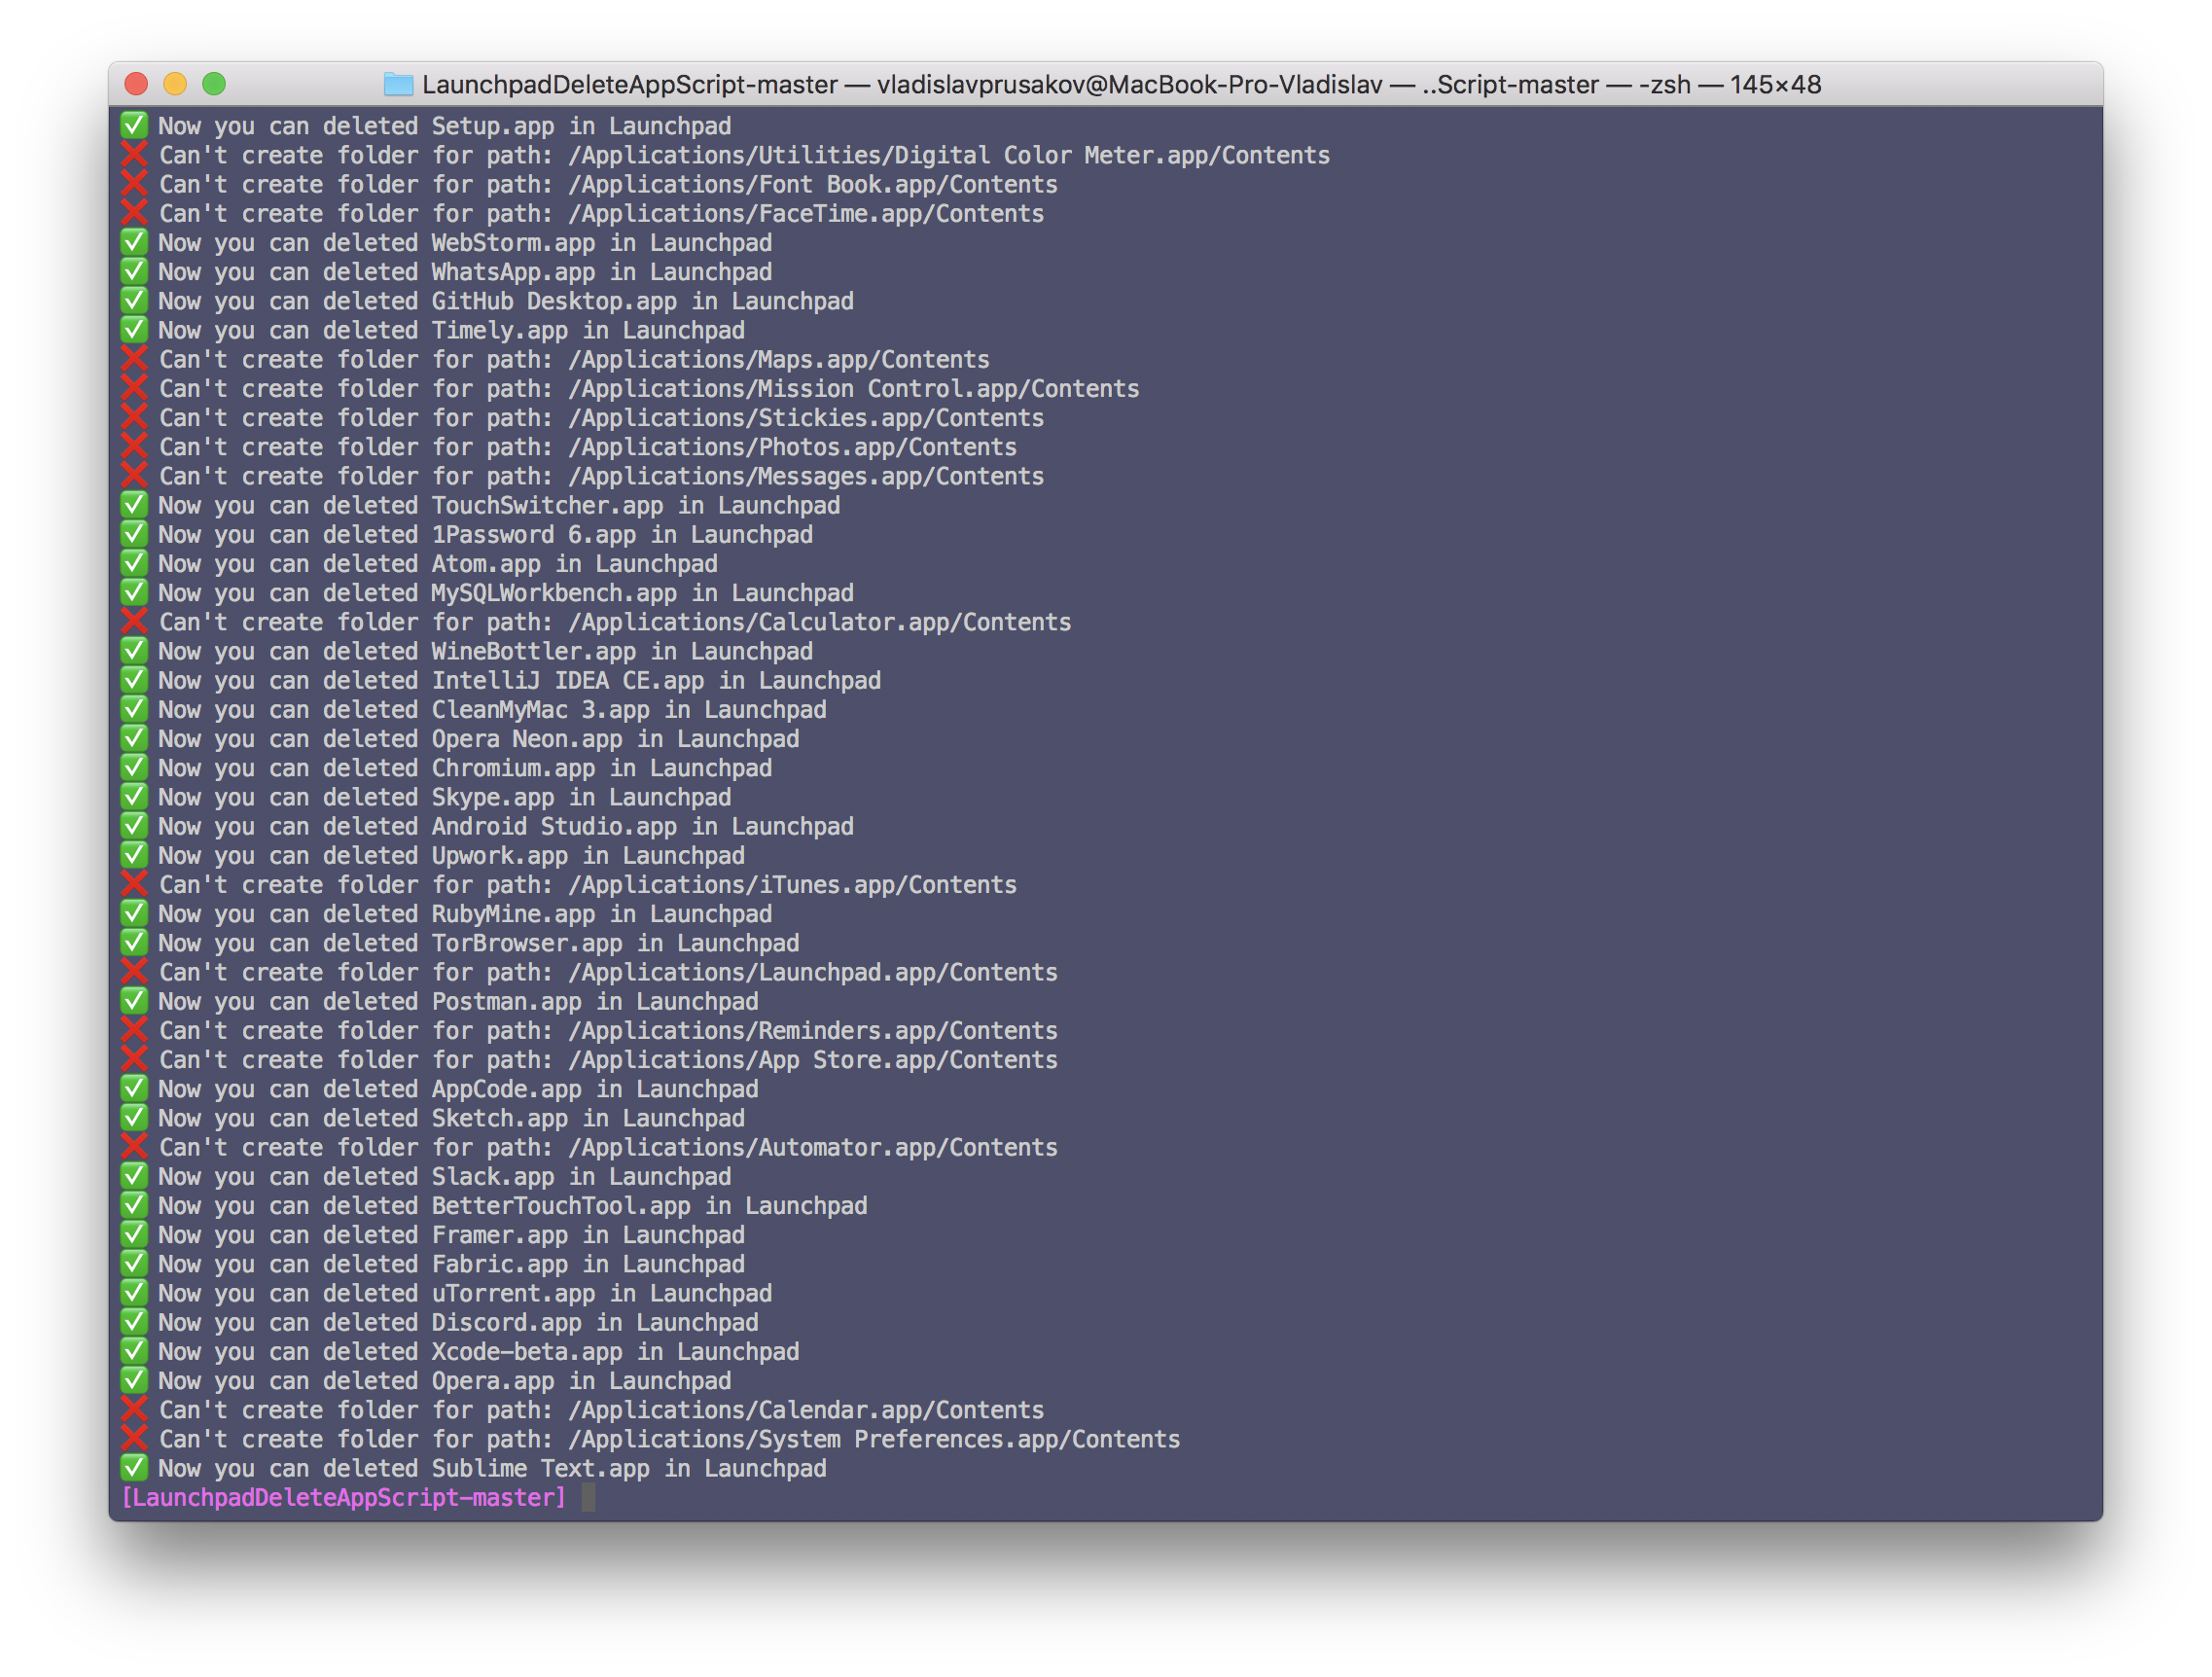 LaunchpadDeleteAppScript-master — vladislavprusakov@MacBook-Pro-Vladislav — ..Script-master — -zsh — 145×48
✅ Now you can deleted Setup.app in Launchpad
❌ Can't create folder for path: /Applications/Utilities/Digital Color Meter.app/Contents
❌ Can't create folder for path: /Applications/Font Book.app/Contents
❌ Can't create folder for path: /Applications/FaceTime.app/Contents
✅ Now you can deleted WebStorm.app in Launchpad
✅ Now you can deleted WhatsApp.app in Launchpad
✅ Now you can deleted GitHub Desktop.app in Launchpad
✅ Now you can deleted Timely.app in Launchpad
❌ Can't create folder for path: /Applications/Maps.app/Contents
❌ Can't create folder for path: /Applications/Mission Control.app/Contents
❌ Can't create folder for path: /Applications/Stickies.app/Contents
❌ Can't create folder for path: /Applications/Photos.app/Contents
❌ Can't create folder for path: /Applications/Messages.app/Contents
✅ Now you can deleted TouchSwitcher.app in Launchpad
✅ Now you can deleted 1Password 6.app in Launchpad
✅ Now you can deleted Atom.app in Launchpad
✅ Now you can deleted MySQLWorkbench.app in Launchpad
❌ Can't create folder for path: /Applications/Calculator.app/Contents
✅ Now you can deleted WineBottler.app in Launchpad
✅ Now you can deleted IntelliJ IDEA CE.app in Launchpad
✅ Now you can deleted CleanMyMac 3.app in Launchpad
✅ Now you can deleted Opera Neon.app in Launchpad
✅ Now you can deleted Chromium.app in Launchpad
✅ Now you can deleted Skype.app in Launchpad
✅ Now you can deleted Android Studio.app in Launchpad
✅ Now you can deleted Upwork.app in Launchpad
❌ Can't create folder for path: /Applications/iTunes.app/Contents
✅ Now you can deleted RubyMine.app in Launchpad
✅ Now you can deleted TorBrowser.app in Launchpad
❌ Can't create folder for path: /Applications/Launchpad.app/Contents
✅ Now you can deleted Postman.app in Launchpad
❌ Can't create folder for path: /Applications/Reminders.app/Contents
❌ Can't create folder for path: /Applications/App Store.app/Contents
✅ Now you can deleted AppCode.app in Launchpad
✅ Now you can deleted Sketch.app in Launchpad
❌ Can't create folder for path: /Applications/Automator.app/Contents
✅ Now you can deleted Slack.app in Launchpad
✅ Now you can deleted BetterTouchTool.app in Launchpad
✅ Now you can deleted Framer.app in Launchpad
✅ Now you can deleted Fabric.app in Launchpad
✅ Now you can deleted uTorrent.app in Launchpad
✅ Now you can deleted Discord.app in Launchpad
✅ Now you can deleted Xcode-beta.app in Launchpad
✅ Now you can deleted Opera.app in Launchpad
❌ Can't create folder for path: /Applications/Calendar.app/Contents
❌ Can't create folder for path: /Applications/System Preferences.app/Contents
✅ Now you can deleted Sublime Text.app in Launchpad
[LaunchpadDeleteAppScript-master]